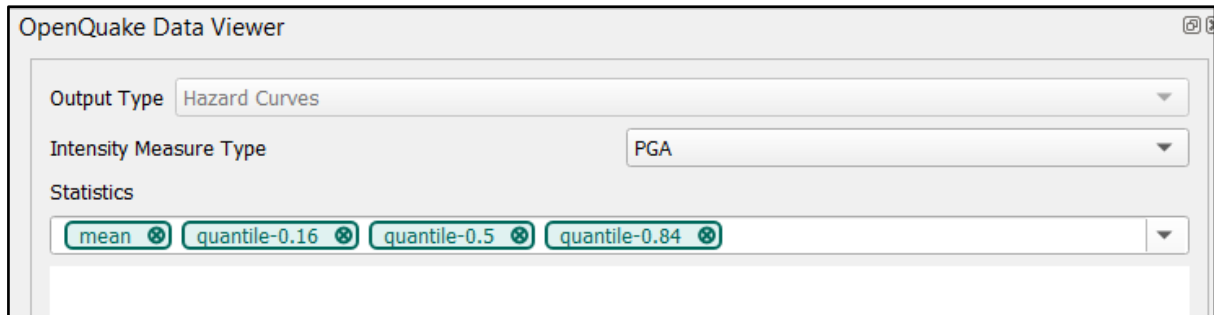 OpenQuake Data Viewer
Output Type Hazard Curves
Intensity Measure Type PGA
Statistics
mean quantile-0.16 quantile-0.5 quantile-0.84